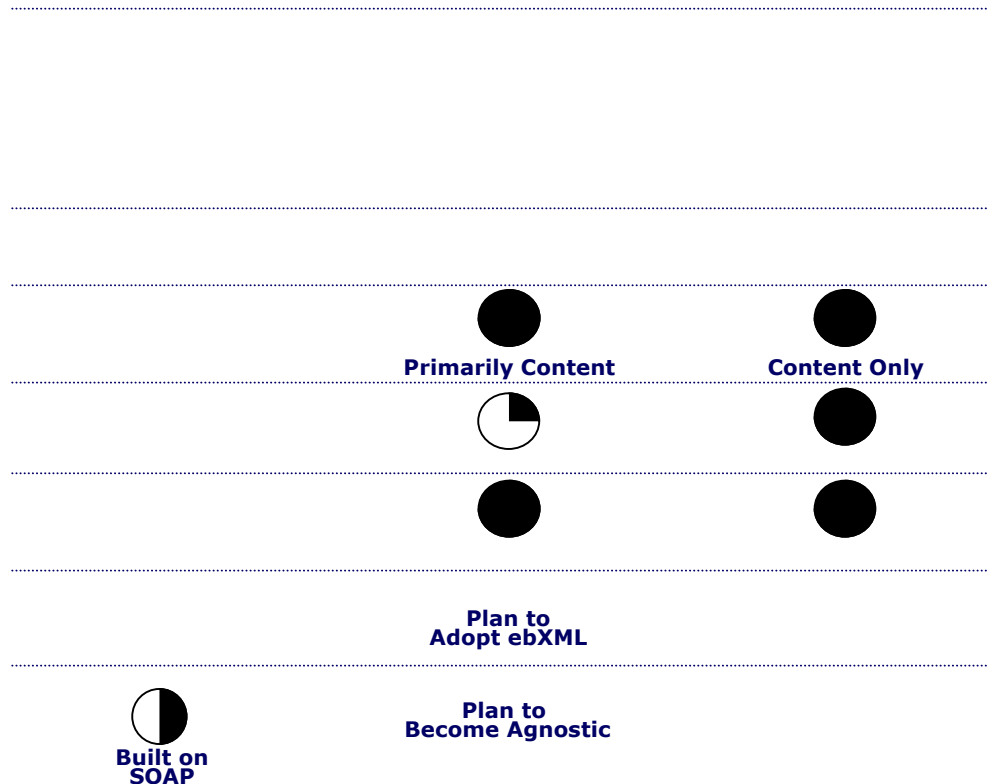 Primarily Content
Content Only
Plan to
Adopt ebXML
Plan to
Become Agnostic
Built on
SOAP